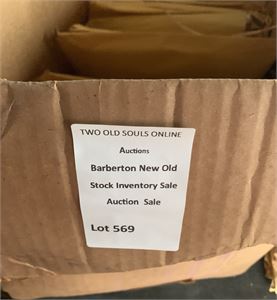 TWO OLD SOULS ONLINE
Auctions
Barberton New Old
Stock Inventory Sale
Auction Sale
Lot 569